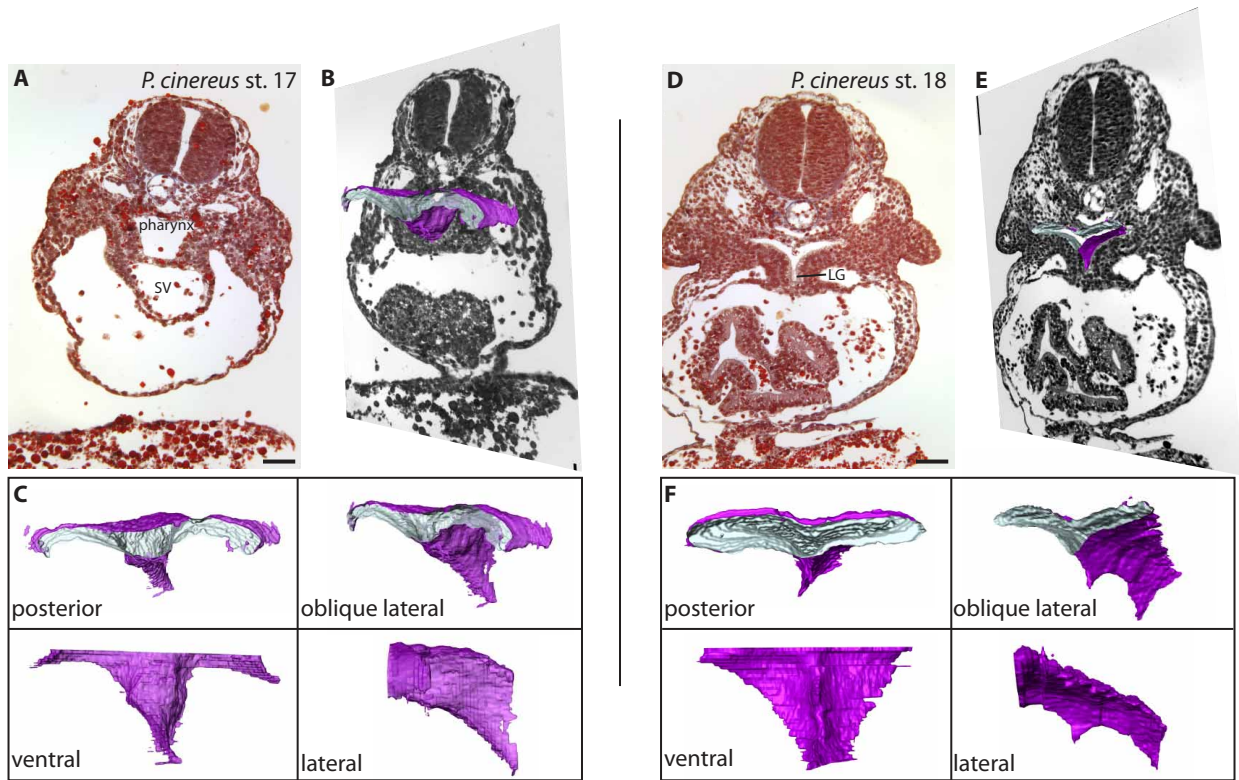 A
P. cinereus st. 17
B
pharynx
SV
C
posterior
oblique lateral
ventral
lateral
D
P. cinereus st. 18
E
LG
F
posterior
oblique lateral
ventral
lateral